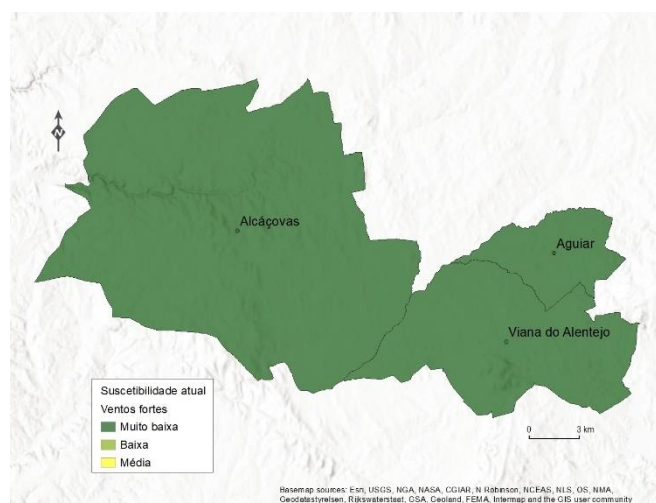 N
Alcáçovas
Aguiar
Viana do Alentejo
Suscetibilidade atual
Ventos fortes
Muito baixa
Baixa
Média
0 3 km
Basemap sources: Esri, USGS, NGA, NASA, CGIAR, N Robinson, NCEAS, NLS, OS, NMA,
Geodatastyrelsen, Rijkswaterstaat, GSA, Geoland, FEMA, Intermap and the GIS user community